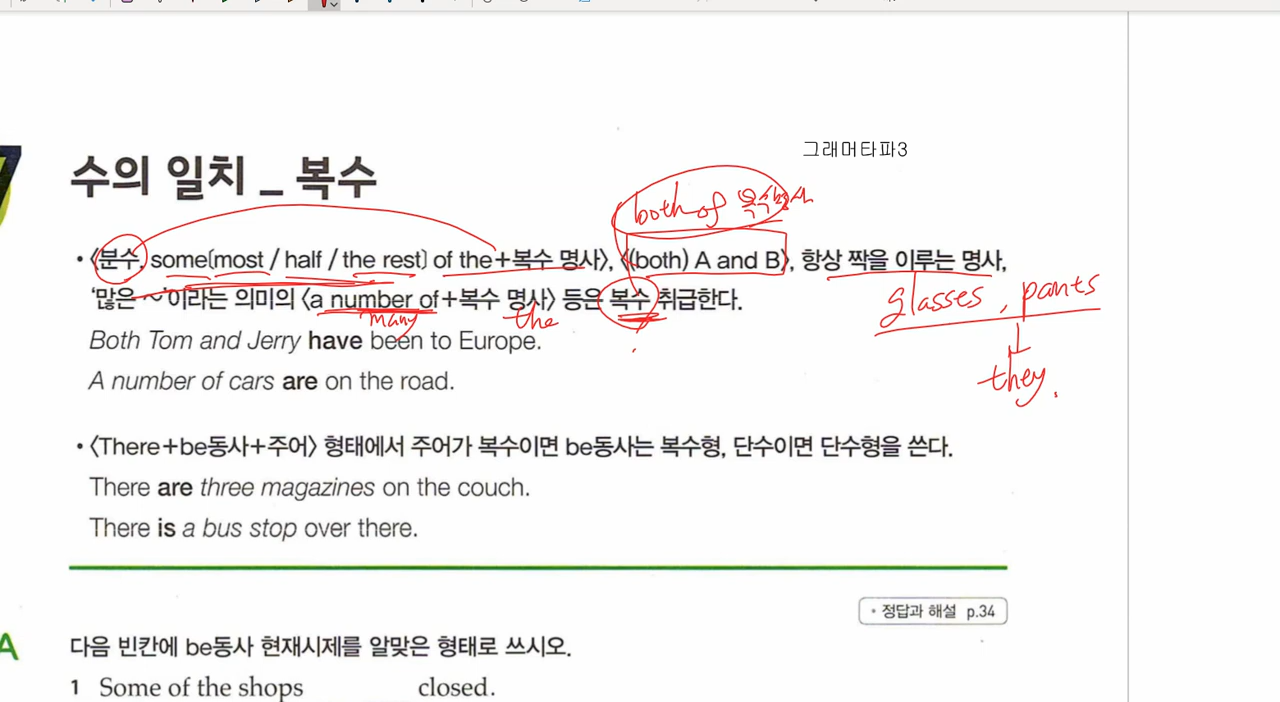 그래머타파3
수의 일치 _ 복수
both of 복수명사
• 〈분수, some(most / half / the rest) of the+복수 명사〉, 〈(both) A and B〉, 항상 짝을 이루는 명사,
glasses, pants
'많은 ~'이라는 의미의 〈a number of+복수 명사〉 등은 복수 취급한다.
many the
Both Tom and Jerry have been to Europe.
they.
A number of cars are on the road.
• 〈There+be동사+주어〉 형태에서 주어가 복수이면 be동사는 복수형, 단수이면 단수형을 쓴다.
There are three magazines on the couch.
There is a bus stop over there.
• 정답과 해설 p.34
A 다음 빈칸에 be동사 현재시제를 알맞은 형태로 쓰시오.
1 Some of the shops ________ closed.